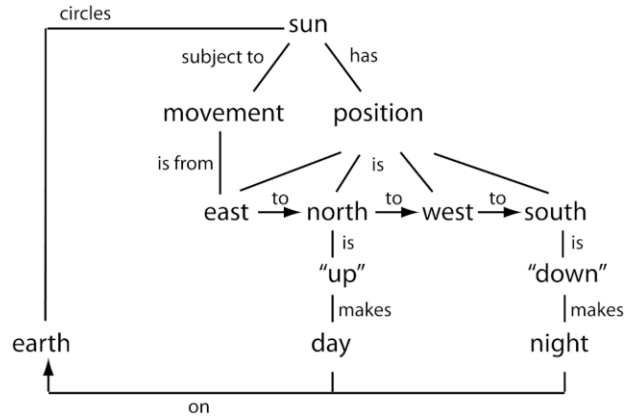 circles
sun
subject to
has
movement
position
is from
is
east to north to west to south
is
is
"up"
"down"
makes
makes
earth
day
night
on